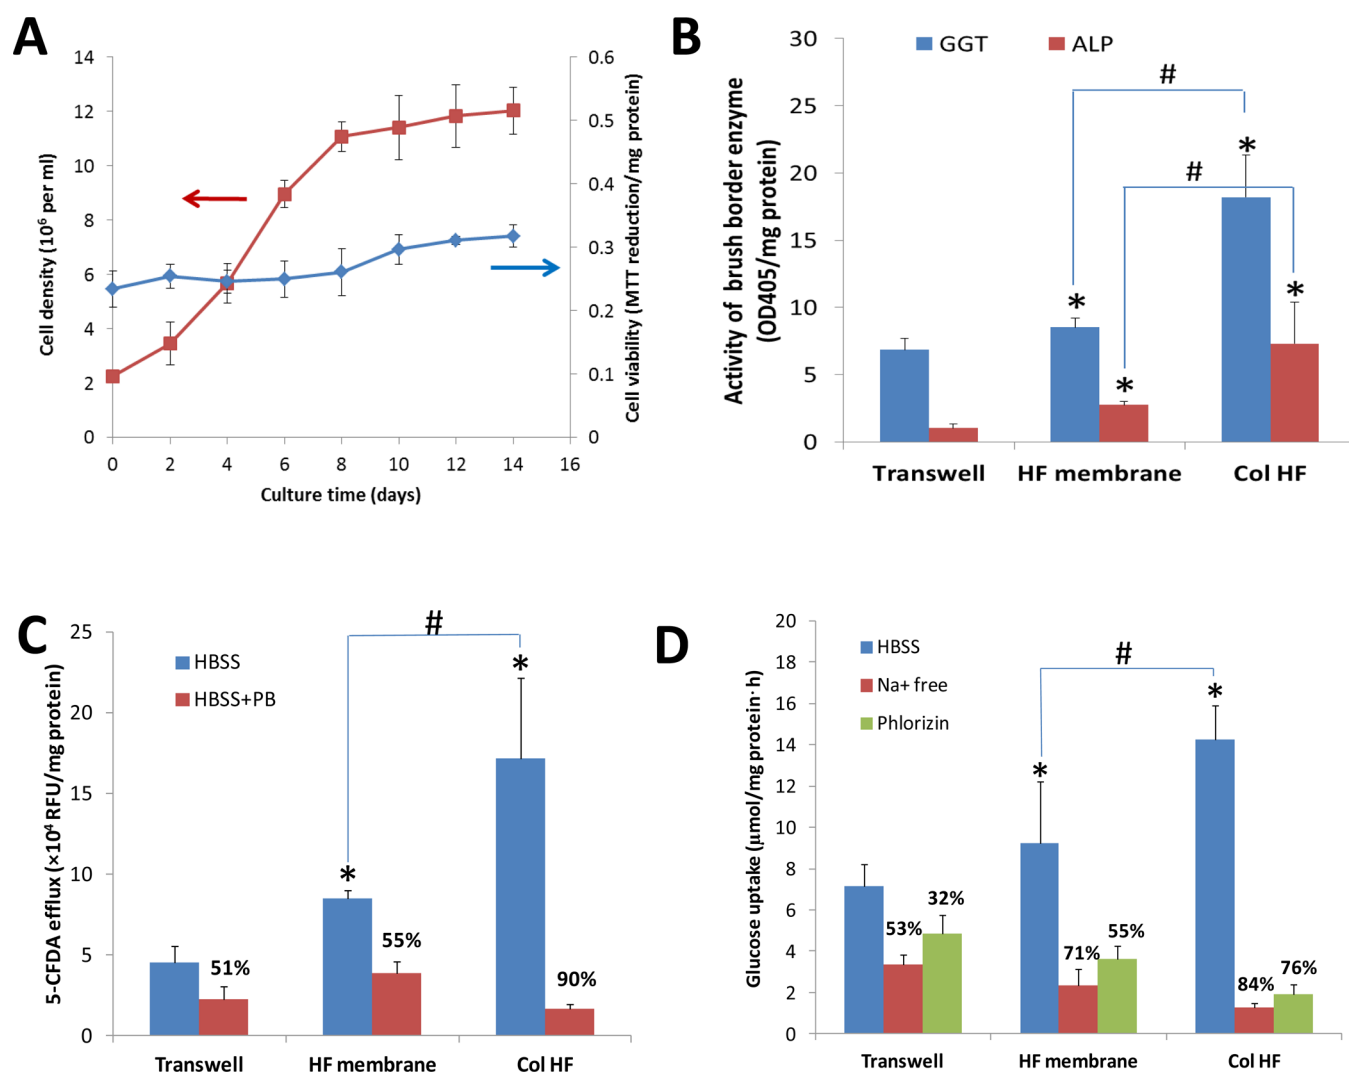 A
Cell density (10⁶ per ml)
14
12
10
8
6
4
2
0
0.6
0.5
0.4
0.3
0.2
0.1
0
Cell viability (MTT reduction/mg protein)
0 2 4 6 8 10 12 14 16
Culture time (days)
B
GGT ALP
Activity of brush border enzyme
(OD405/mg protein)
30
25
20
15
10
5
0
#
#
*
*
*
*
Transwell HF membrane Col HF
C
5-CFDA efflux (×10⁴ RFU/mg protein)
25
20
15
10
5
0
HBSS
HBSS+PB
#
*
*
51%
55%
90%
Transwell HF membrane Col HF
D
Glucose uptake (μmol/mg protein·h)
20
18
16
14
12
10
8
6
4
2
0
HBSS
Na+ free
Phlorizin
#
*
*
53% 32%
71% 55%
84% 76%
Transwell HF membrane Col HF